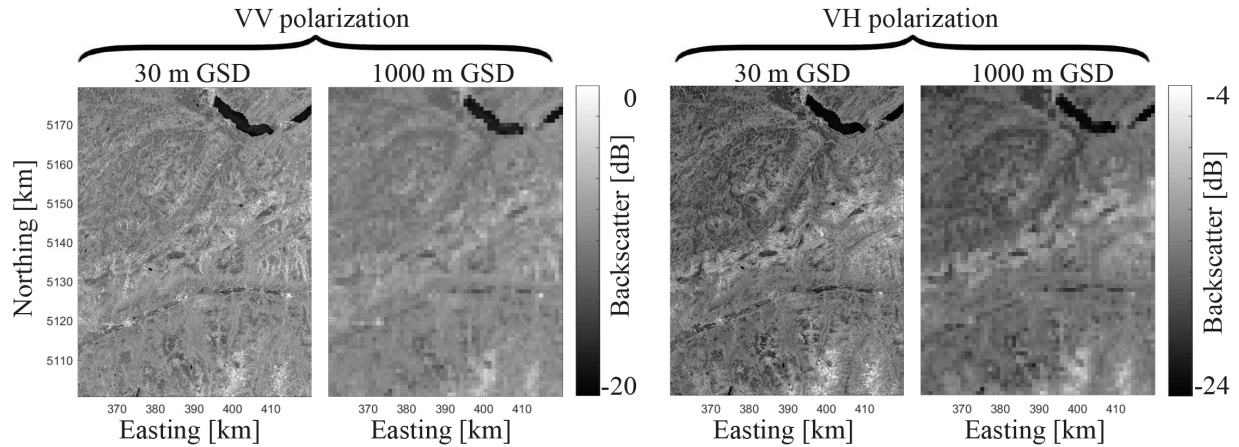 VV polarization
VH polarization
30 m GSD
1000 m GSD
30 m GSD
1000 m GSD
0
-4
5170
5160
5150
5140
5130
5120
5110
Northing [km]
Backscatter [dB]
Backscatter [dB]
-20
-24
370 380 390 400 410
370 380 390 400 410
370 380 390 400 410
370 380 390 400 410
Easting [km]
Easting [km]
Easting [km]
Easting [km]